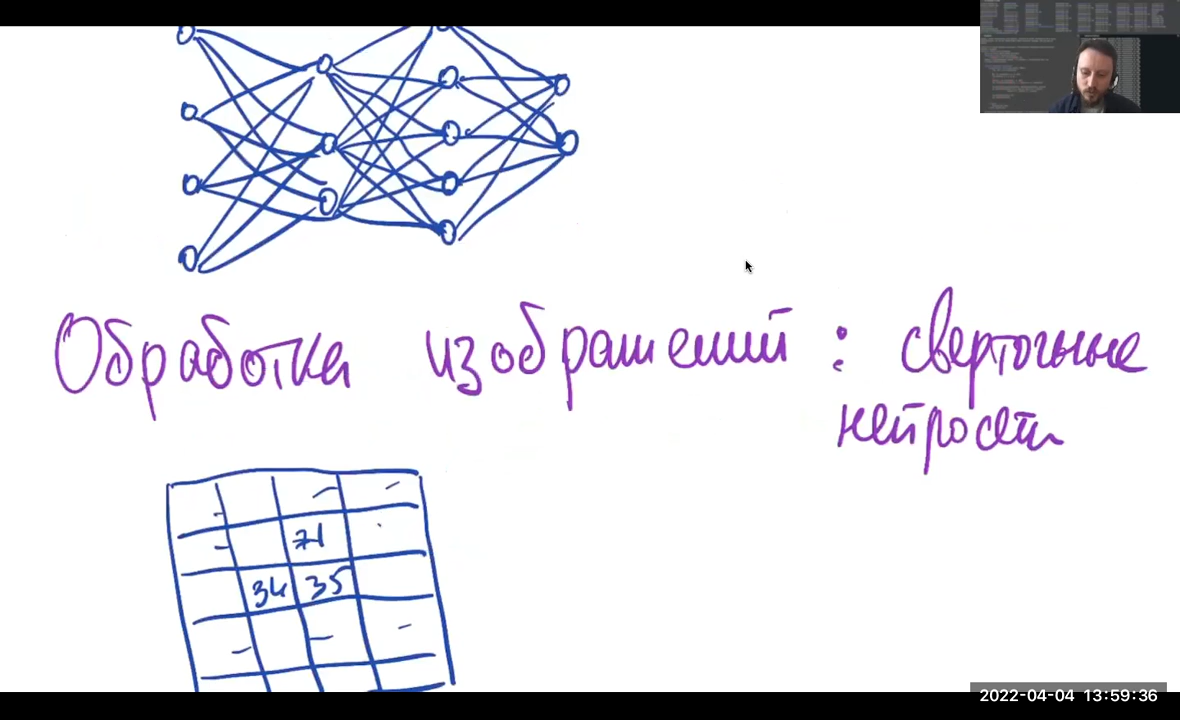 Обработка изображений : сверточные
нейросети
71
34 35
2022-04-04 13:59:36